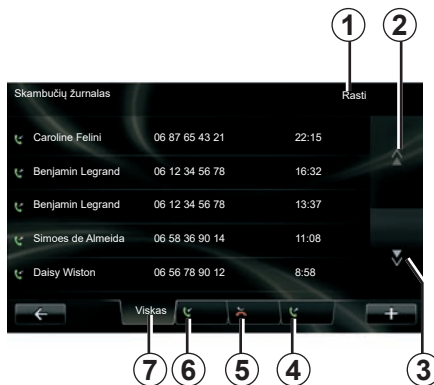 1 2
Skambučių žurnalas Rasti
Caroline Felini 06 87 65 43 21 22:15
Benjamin Legrand 06 12 34 56 78 16:32
Benjamin Legrand 06 12 34 56 78 13:37
Simoes de Almeida 06 58 36 90 14 11:08
Daisy Wiston 06 56 78 90 12 8:58
Viskas +
7 6 5 4 3